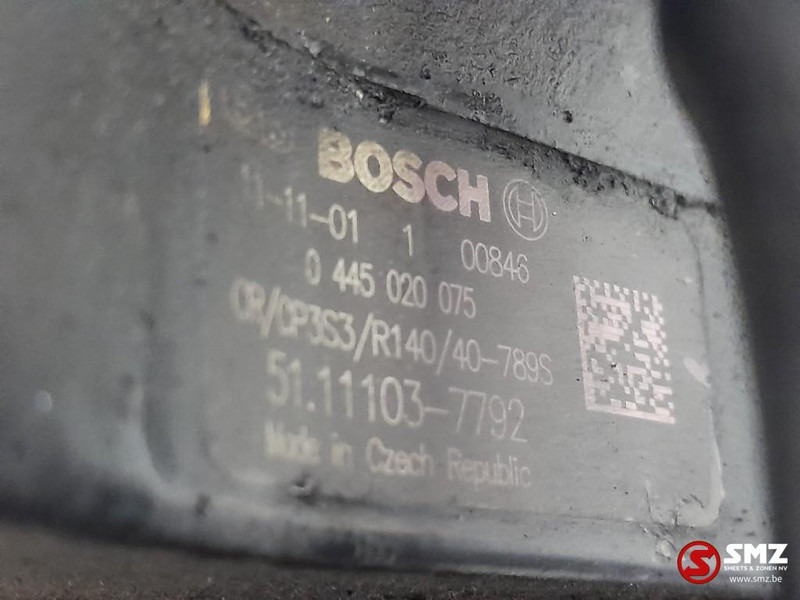 BOSCH
11-11-01 1 00846
0 445 020 075
CR/CP3S3/R140/40-789S
51.11103-7792
Made in Czech Republic
SMZ
SMEETS & ZONEN NV
www.smz.be